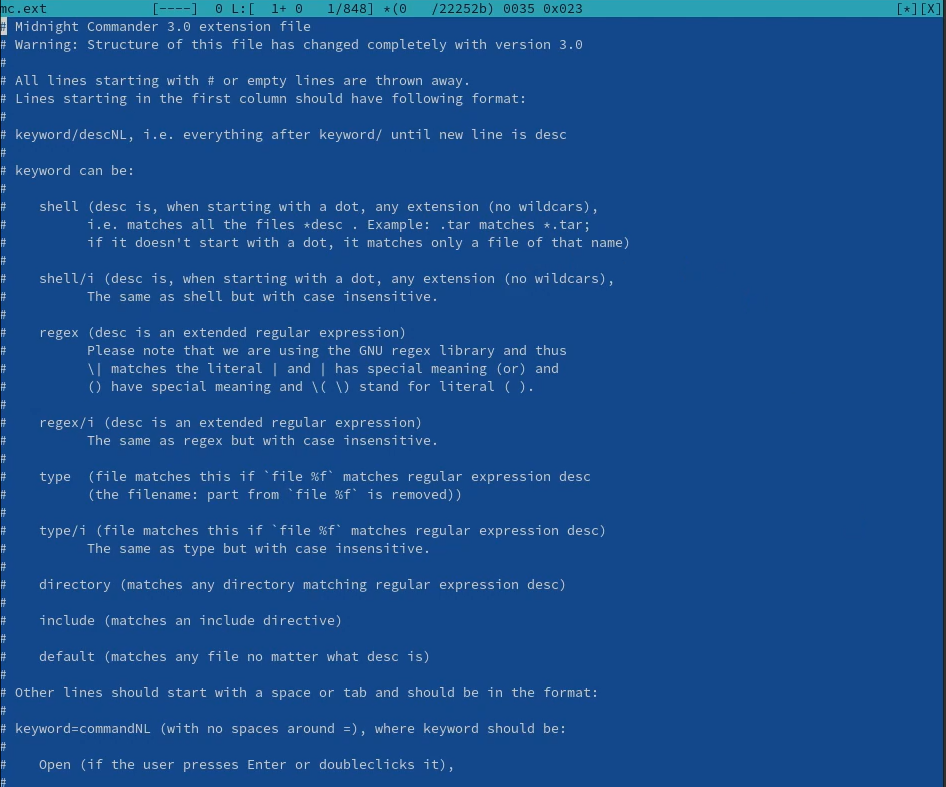 mc.ext [----] 0 L:[ 1+ 0 1/848] *(0 /22252b) 0035 0x023 [*][X]
# Midnight Commander 3.0 extension file
# Warning: Structure of this file has changed completely with version 3.0
#
# All lines starting with # or empty lines are thrown away.
# Lines starting in the first column should have following format:
#
# keyword/descNL, i.e. everything after keyword/ until new line is desc
#
# keyword can be:
#
#    shell (desc is, when starting with a dot, any extension (no wildcars),
#          i.e. matches all the files *desc . Example: .tar matches *.tar;
#          if it doesn't start with a dot, it matches only a file of that name)
#
#    shell/i (desc is, when starting with a dot, any extension (no wildcars),
#          The same as shell but with case insensitive.
#
#    regex (desc is an extended regular expression)
#          Please note that we are using the GNU regex library and thus
#          \| matches the literal | and | has special meaning (or) and
#          () have special meaning and \( \) stand for literal ( ).
#
#    regex/i (desc is an extended regular expression)
#          The same as regex but with case insensitive.
#
#    type  (file matches this if `file %f` matches regular expression desc
#          (the filename: part from `file %f` is removed))
#
#    type/i (file matches this if `file %f` matches regular expression desc)
#          The same as type but with case insensitive.
#
#    directory (matches any directory matching regular expression desc)
#
#    include (matches an include directive)
#
#    default (matches any file no matter what desc is)
#
# Other lines should start with a space or tab and should be in the format:
#
# keyword=commandNL (with no spaces around =), where keyword should be:
#
#    Open (if the user presses Enter or doubleclicks it),
#